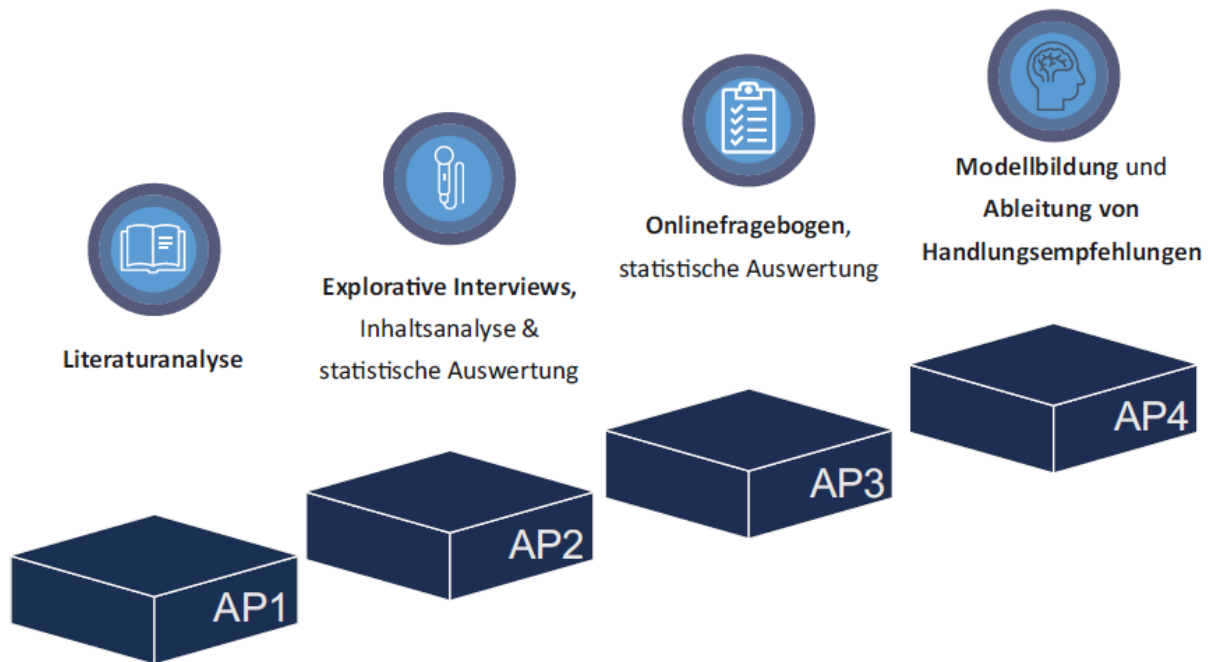 Literaturanalyse
AP1
Explorative Interviews,
Inhaltsanalyse &
statistische Auswertung
AP2
Onlinefragebogen,
statistische Auswertung
AP3
Modellbildung und
Ableitung von
Handlungsempfehlungen
AP4